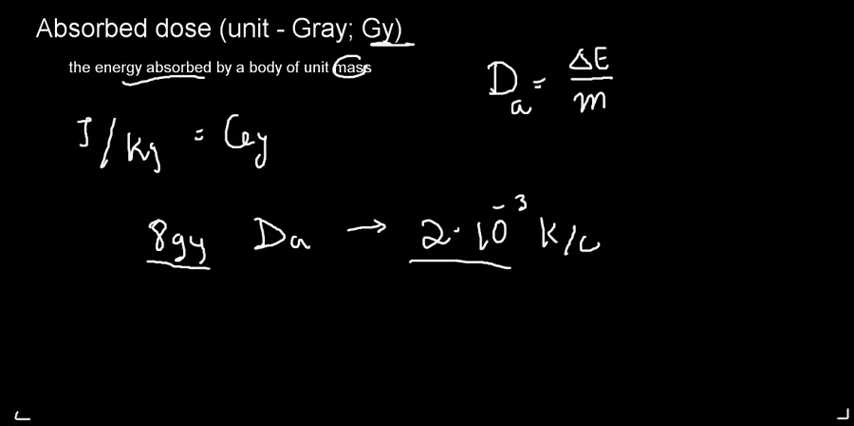 Absorbed dose (unit - Gray; Gy)
the energy absorbed by a body of unit mass
Da = ΔE/m
J/kg = Gy
8gy Da → 2·10⁻³ K/c